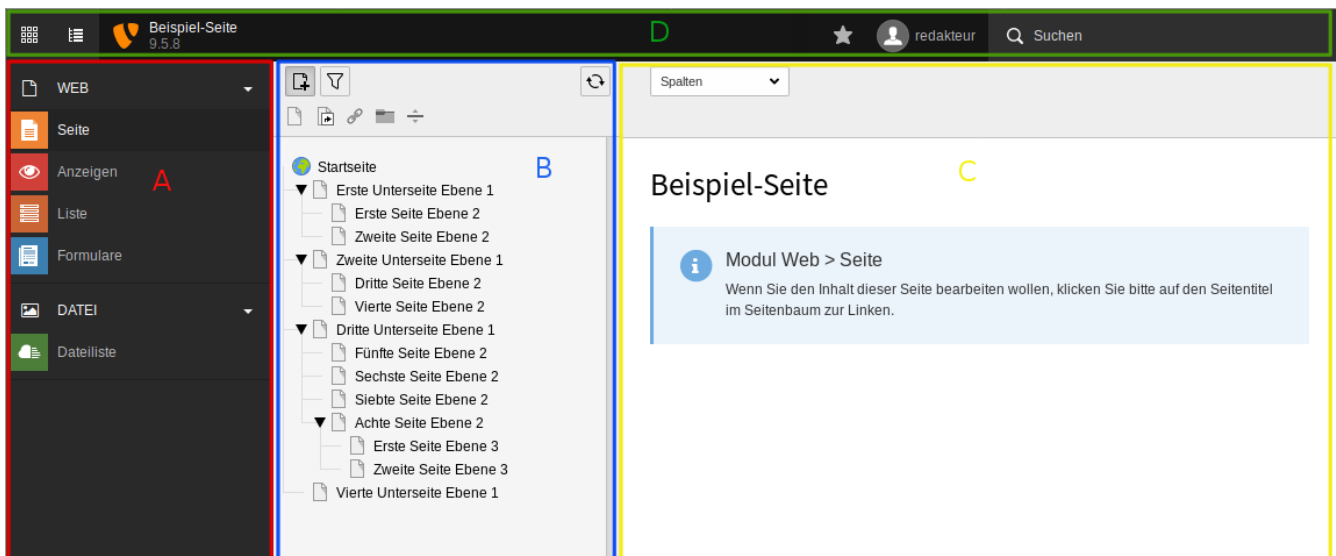 Beispiel-Seite
9.5.8
D
redakteur
Suchen
WEB
Seite
Anzeigen
A
Liste
Formulare
DATEI
Dateiliste
B
Startseite
Erste Unterseite Ebene 1
Erste Seite Ebene 2
Zweite Seite Ebene 2
Zweite Unterseite Ebene 1
Dritte Seite Ebene 2
Vierte Seite Ebene 2
Dritte Unterseite Ebene 1
Fünfte Seite Ebene 2
Sechste Seite Ebene 2
Siebte Seite Ebene 2
Achte Seite Ebene 2
Erste Seite Ebene 3
Zweite Seite Ebene 3
Vierte Unterseite Ebene 1
Spalten
C
Beispiel-Seite
Modul Web > Seite
Wenn Sie den Inhalt dieser Seite bearbeiten wollen, klicken Sie bitte auf den Seitentitel
im Seitenbaum zur Linken.